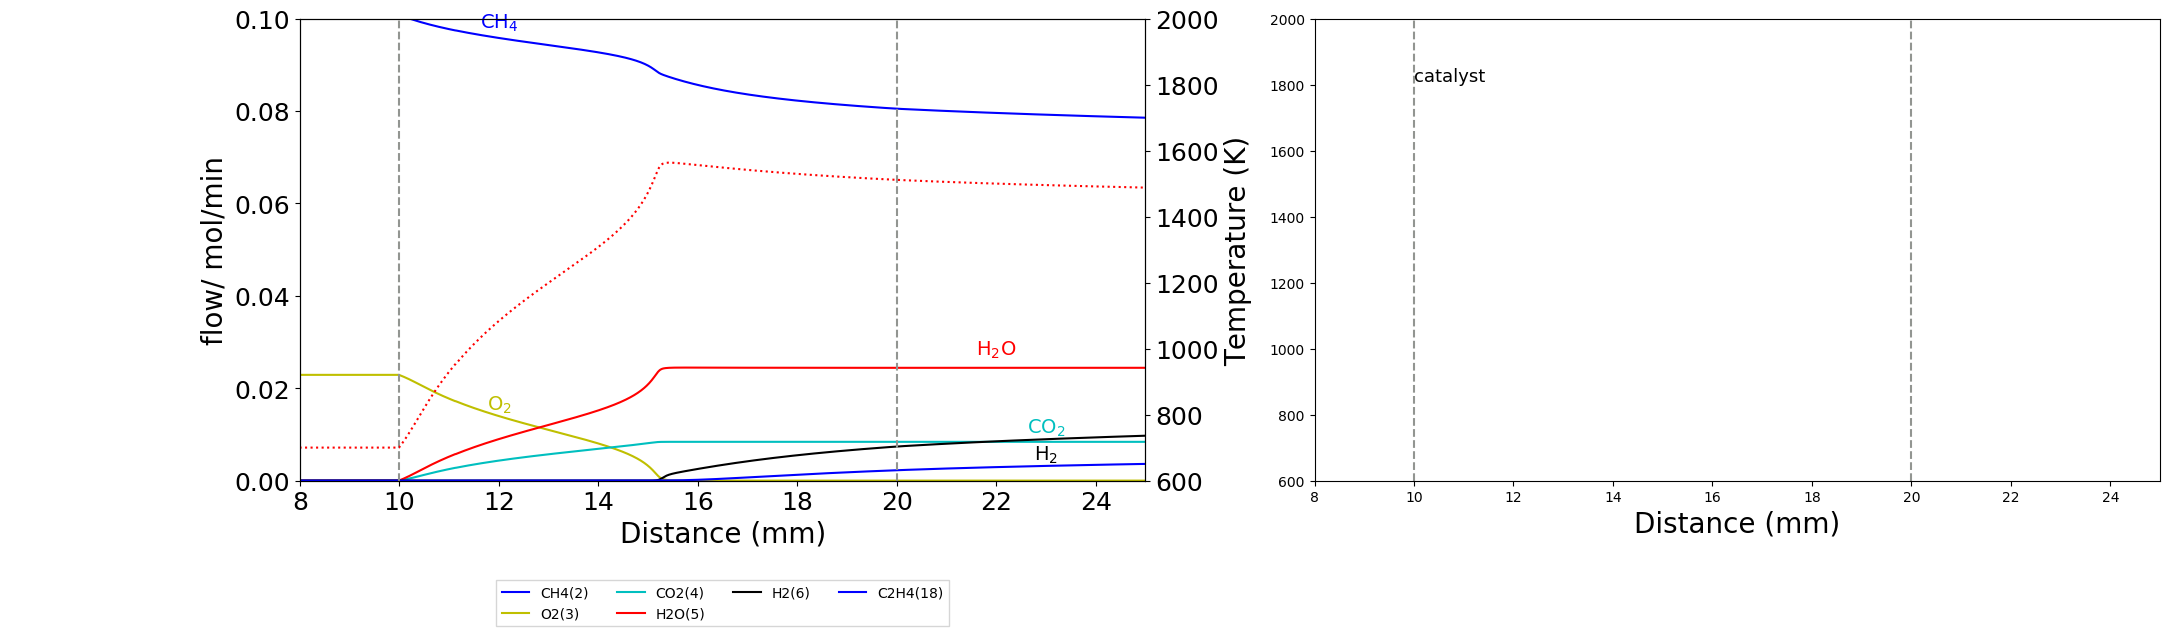 CH₄
0.10
0.08
0.06
0.04
0.02
0.00
flow/ mol/min
O₂
H₂O
CO₂
H₂
2000
1800
1600
1400
1200
1000
800
600
Temperature (K)
8 10 12 14 16 18 20 22 24
Distance (mm)
CH4(2) CO2(4) H2(6) C2H4(18)
O2(3) H2O(5)
2000
1800
1600
1400
1200
1000
800
600
catalyst
8 10 12 14 16 18 20 22 24
Distance (mm)